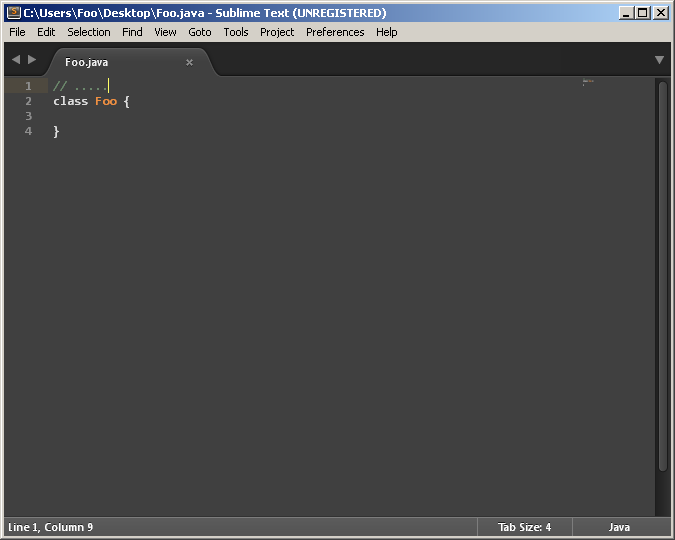 C:\Users\Foo\Desktop\Foo.java - Sublime Text (UNREGISTERED)
File Edit Selection Find View Goto Tools Project Preferences Help
Foo.java
1 // .....
2 class Foo {
3
4 }
Line 1, Column 9 Tab Size: 4 Java